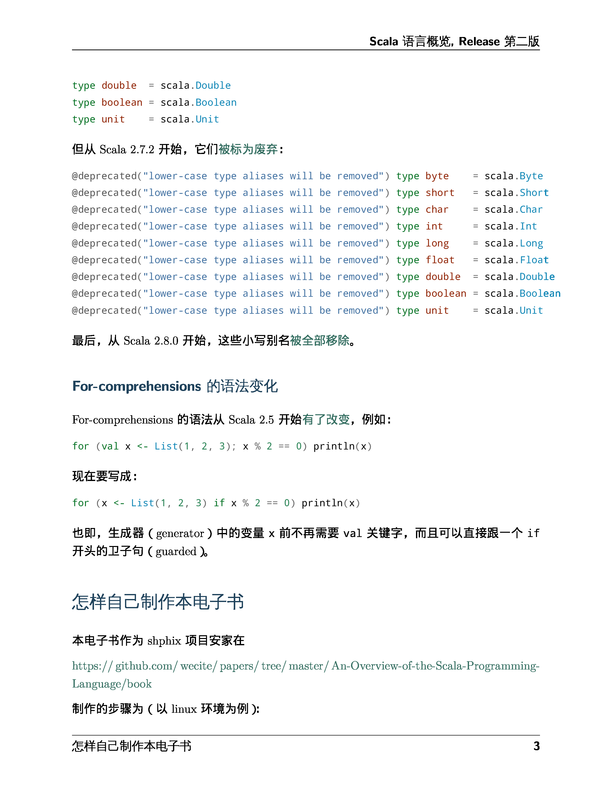 Scala 语言概览, Release 第二版
type double  = scala.Double
type boolean = scala.Boolean
type unit    = scala.Unit
但从 Scala 2.7.2 开始，它们被标为废弃：
@deprecated("lower-case type aliases will be removed") type byte    = scala.Byte
@deprecated("lower-case type aliases will be removed") type short   = scala.Short
@deprecated("lower-case type aliases will be removed") type char    = scala.Char
@deprecated("lower-case type aliases will be removed") type int     = scala.Int
@deprecated("lower-case type aliases will be removed") type long    = scala.Long
@deprecated("lower-case type aliases will be removed") type float   = scala.Float
@deprecated("lower-case type aliases will be removed") type double  = scala.Double
@deprecated("lower-case type aliases will be removed") type boolean = scala.Boolean
@deprecated("lower-case type aliases will be removed") type unit    = scala.Unit
最后，从 Scala 2.8.0 开始，这些小写别名被全部移除。
For-comprehensions 的语法变化
For-comprehensions 的语法从 Scala 2.5 开始有了改变，例如：
for (val x <- List(1, 2, 3); x % 2 == 0) println(x)
现在要写成：
for (x <- List(1, 2, 3) if x % 2 == 0) println(x)
也即，生成器（generator）中的变量 x 前不再需要 val 关键字，而且可以直接跟一个 if
开头的卫子句（guarded）。
怎样自己制作本电子书
本电子书作为 shphix 项目安家在
https://github.com/wecite/papers/tree/master/An-Overview-of-the-Scala-Programming-
Language/book
制作的步骤为（以 linux 环境为例）:
怎样自己制作本电子书 3